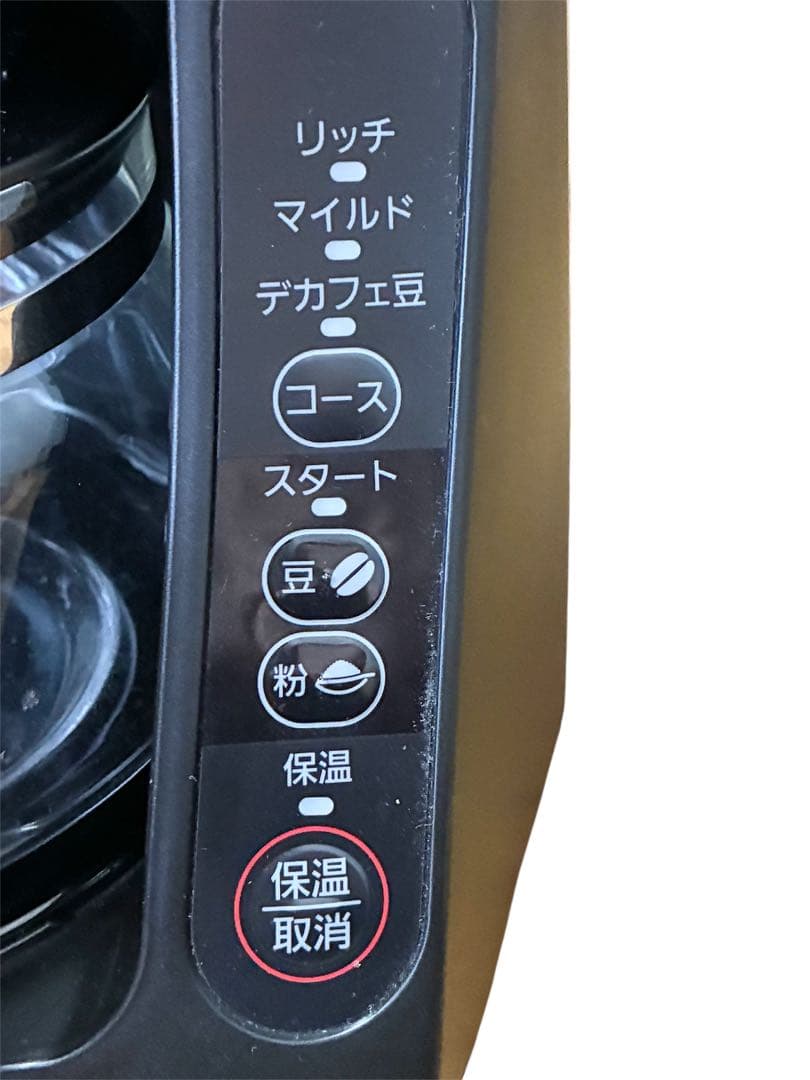 リッチ
マイルド
デカフェ豆
コース
スタート
豆
粉
保温
保温
取消